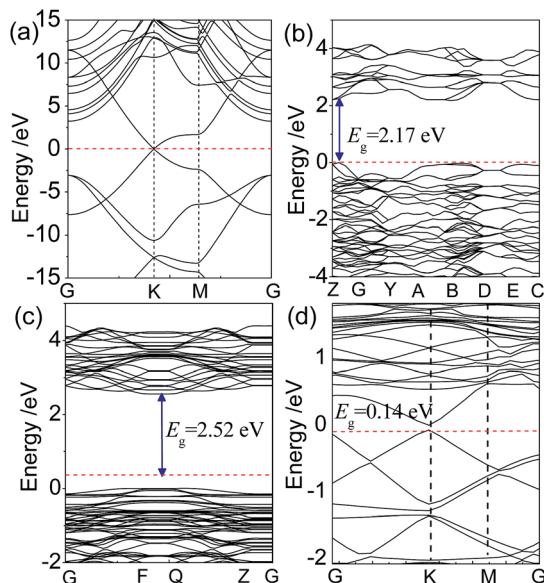 (a)
Energy /eV
15
10
5
0
-5
-10
-15
G K M G
(b)
Energy /eV
4
2
0
-2
-4
Eg=2.17 eV
Z G Y A B D E C
(c)
Energy /eV
4
2
0
-2
Eg=2.52 eV
G F Q Z G
(d)
Energy /eV
1
0
-1
-2
Eg=0.14 eV
G K M G